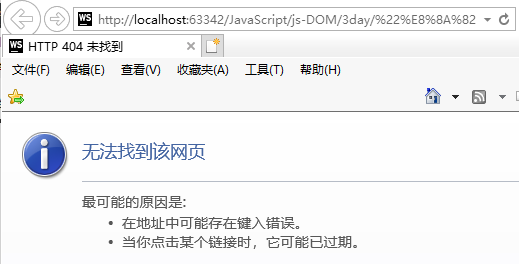 http://localhost:63342/JavaScript/js-DOM/3day/%22%E8%8A%82
WS HTTP 404 未找到
文件(F) 编辑(E) 查看(V) 收藏夹(A) 工具(T) 帮助(H)
无法找到该网页
最可能的原因是:
• 在地址中可能存在键入错误。
• 当你点击某个链接时，它可能已过期。